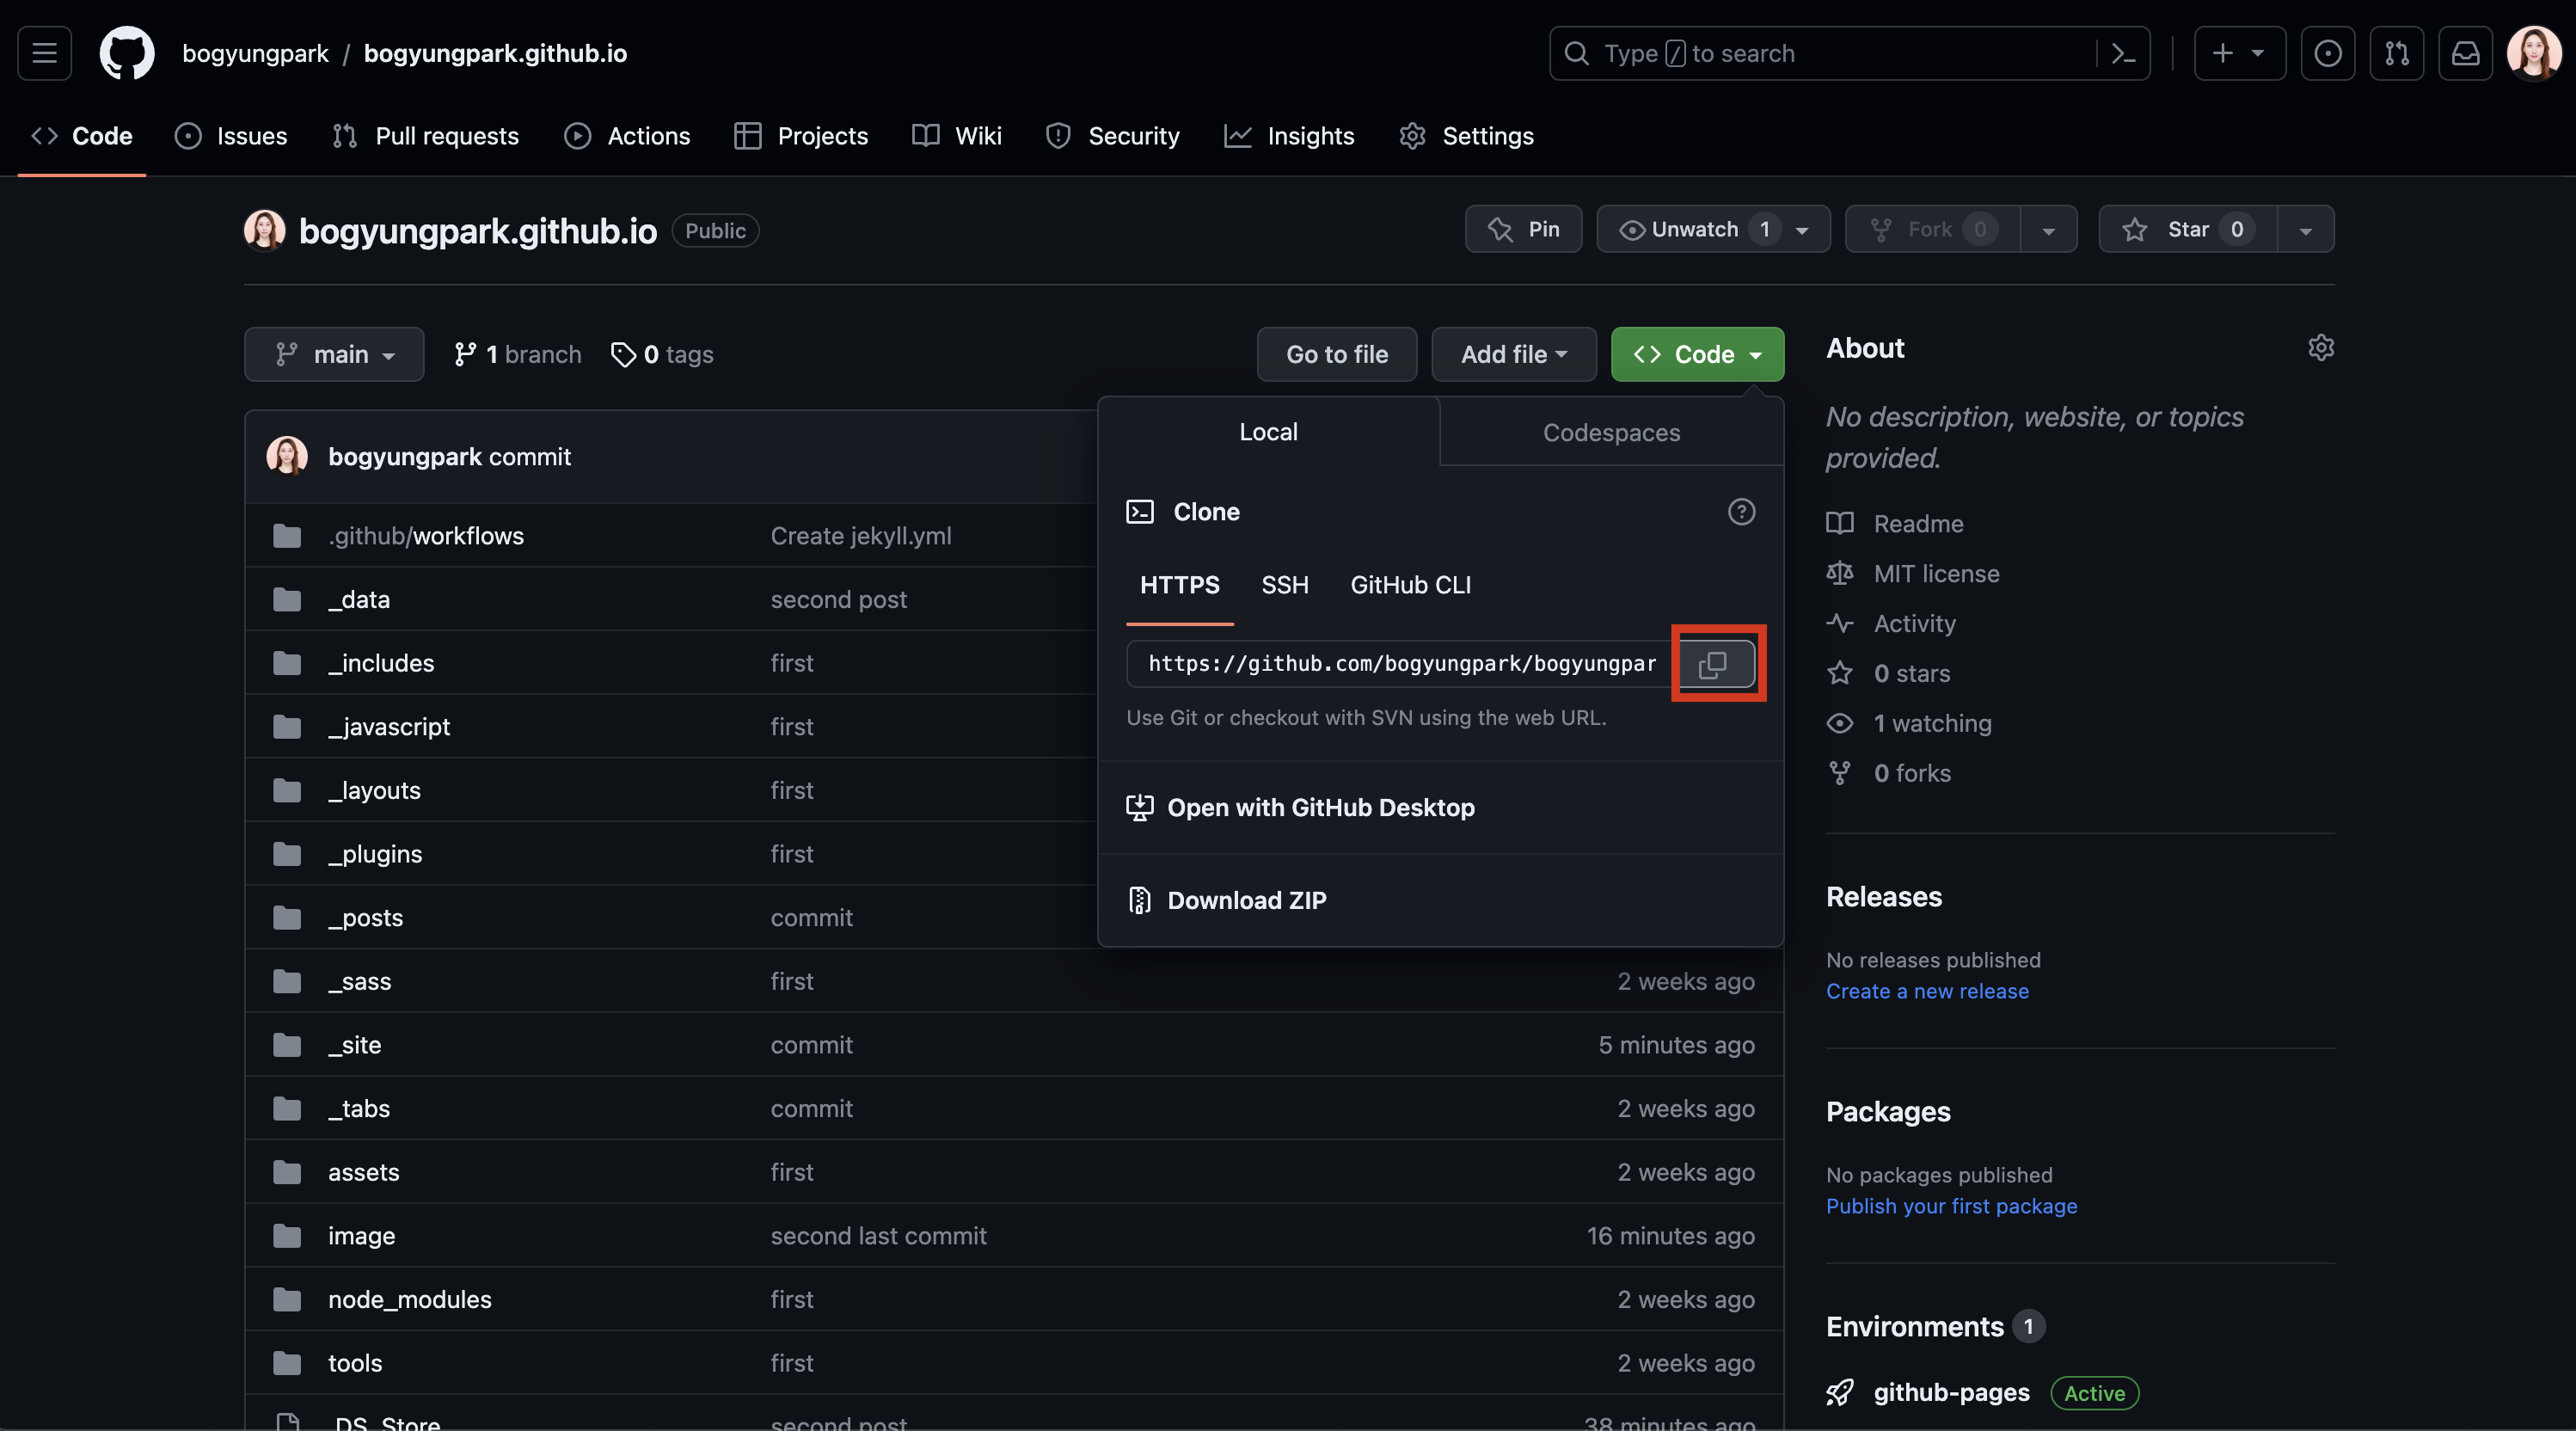 bogyungpark / bogyungpark.github.io
Type / to search
Code Issues Pull requests Actions Projects Wiki Security Insights Settings
bogyungpark.github.io Public
Pin Unwatch 1 Fork 0 Star 0
main 1 branch 0 tags Go to file Add file Code
bogyungpark commit
.github/workflows Create jekyll.yml
_data second post
_includes first
_javascript first
_layouts first
_plugins first
_posts commit
_sass first 2 weeks ago
_site commit 5 minutes ago
_tabs commit 2 weeks ago
assets first 2 weeks ago
image second last commit 16 minutes ago
node_modules first 2 weeks ago
tools first 2 weeks ago
.DS_Store second post 38 minutes ago
Local Codespaces
Clone
HTTPS SSH GitHub CLI
https://github.com/bogyungpark/bogyungpar
Use Git or checkout with SVN using the web URL.
Open with GitHub Desktop
Download ZIP
About
No description, website, or topics
provided.
Readme
MIT license
Activity
0 stars
1 watching
0 forks
Releases
No releases published
Create a new release
Packages
No packages published
Publish your first package
Environments 1
github-pages Active